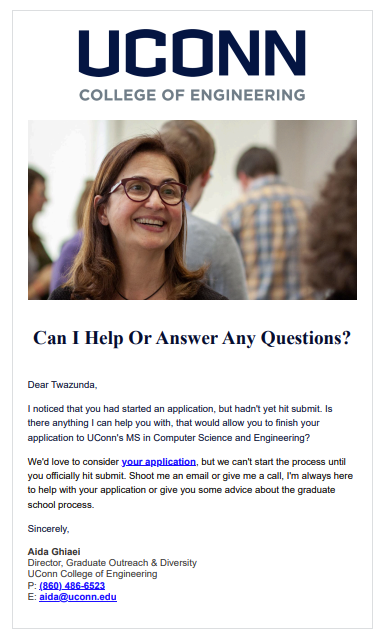 UCONN
COLLEGE OF ENGINEERING
Can I Help Or Answer Any Questions?
Dear Twazunda,
I noticed that you had started an application, but hadn't yet hit submit. Is
there anything I can help you with, that would allow you to finish your
application to UConn's MS in Computer Science and Engineering?
We'd love to consider your application, but we can't start the process until
you officially hit submit. Shoot me an email or give me a call, I'm always here
to help with your application or give you some advice about the graduate
school process.
Sincerely,
Aida Ghiaei
Director, Graduate Outreach & Diversity
UConn College of Engineering
P: (860) 486-6523
E: aida@uconn.edu